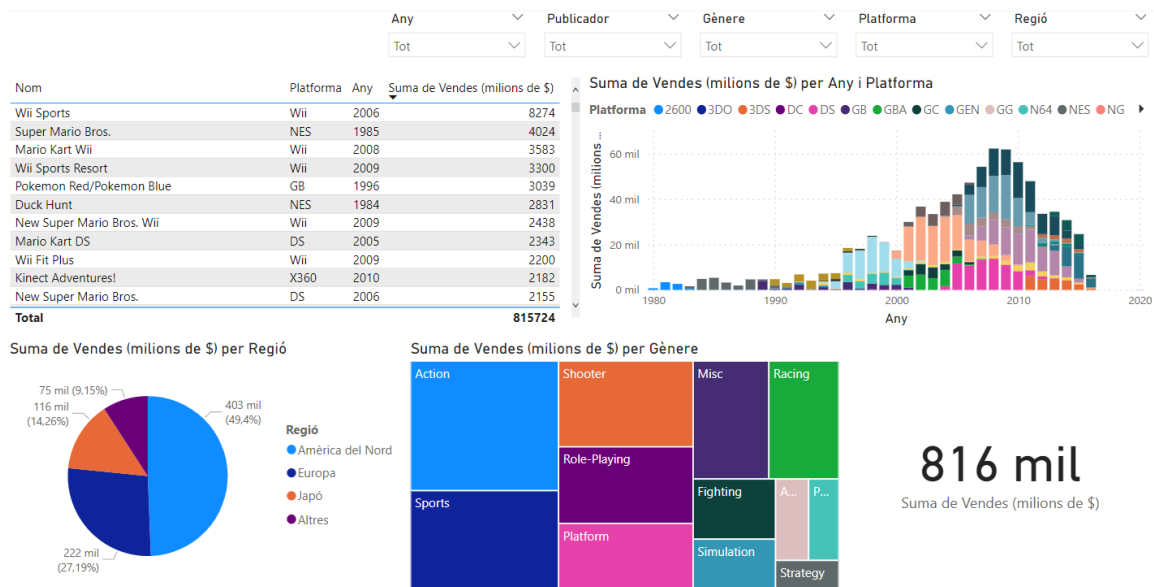 Any Publicador Gènere Platforma Regió
Tot Tot Tot Tot Tot
Nom Platforma Any Suma de Vendes (milions de $)
Wii Sports Wii 2006 8274
Super Mario Bros. NES 1985 4024
Mario Kart Wii Wii 2008 3583
Wii Sports Resort Wii 2009 3300
Pokemon Red/Pokemon Blue GB 1996 3039
Duck Hunt NES 1984 2831
New Super Mario Bros. Wii Wii 2009 2438
Mario Kart DS DS 2005 2343
Wii Fit Plus Wii 2009 2200
Kinect Adventures! X360 2010 2182
New Super Mario Bros. DS 2006 2155
Total 815724
Suma de Vendes (milions de $) per Any i Platforma
Platforma 2600 3DO 3DS DC DS GB GBA GC GEN GG N64 NES NG
Suma de Vendes (milions ...
60 mil
40 mil
20 mil
0 mil
1980 1990 2000 2010 2020
Any
Suma de Vendes (milions de $) per Regió
75 mil (9,15%)
116 mil
(14,26%)
403 mil
(49,4%)
222 mil
(27,19%)
Regió
Amèrica del Nord
Europa
Japó
Altres
Suma de Vendes (milions de $) per Gènere
Action
Shooter
Misc
Racing
Role-Playing
Sports
Fighting
A...
P...
Platform
Simulation
Strategy
816 mil
Suma de Vendes (milions de $)